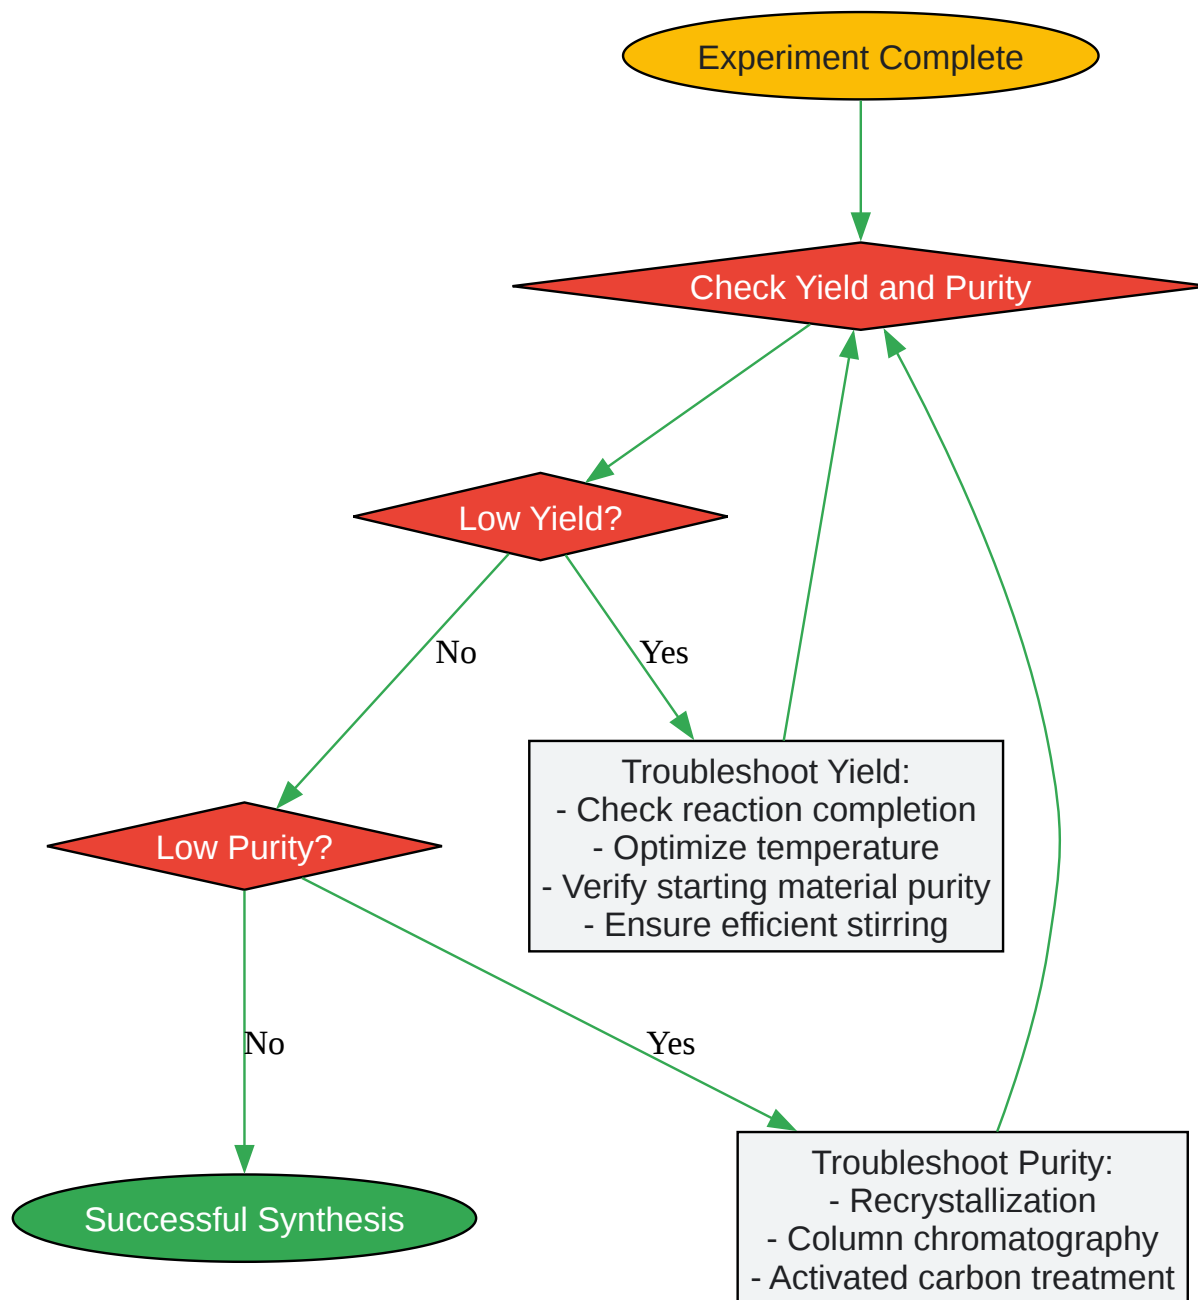 Experiment Complete
Check Yield and Purity
Low Yield?
No
Yes
Troubleshoot Yield:
- Check reaction completion
- Optimize temperature
- Verify starting material purity
- Ensure efficient stirring
Low Purity?
No
Yes
Troubleshoot Purity:
- Recrystallization
- Column chromatography
- Activated carbon treatment
Successful Synthesis